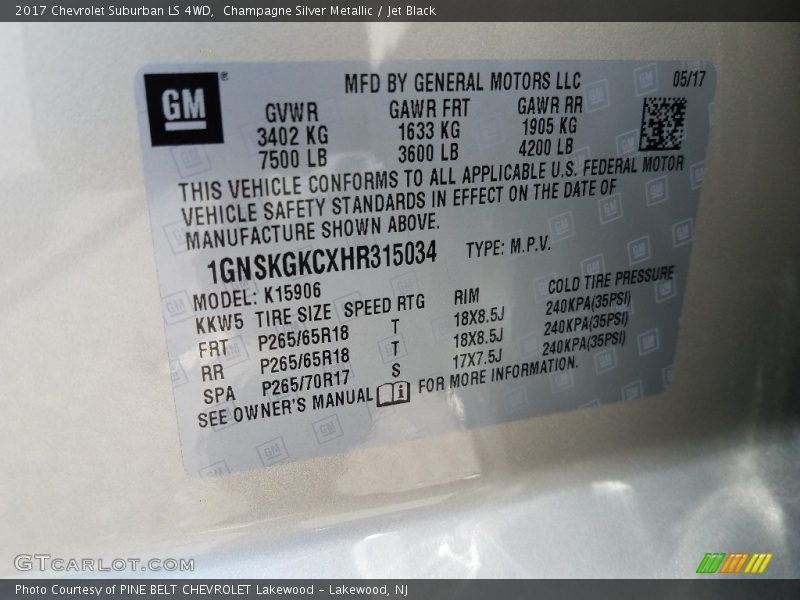 2017 Chevrolet Suburban LS 4WD, Champagne Silver Metallic / Jet Black
GM ®
MFD BY GENERAL MOTORS LLC 05/17
GVWR GAWR FRT GAWR RR
3402 KG 1633 KG 1905 KG
7500 LB 3600 LB 4200 LB
THIS VEHICLE CONFORMS TO ALL APPLICABLE U.S. FEDERAL MOTOR
VEHICLE SAFETY STANDARDS IN EFFECT ON THE DATE OF
MANUFACTURE SHOWN ABOVE.
1GNSKGKCXHR315034 TYPE: M.P.V.
MODEL: K15906
KKW5 TIRE SIZE SPEED RTG RIM COLD TIRE PRESSURE
FRT P265/65R18 T 18X8.5J 240KPA(35PSI)
RR P265/65R18 T 18X8.5J 240KPA(35PSI)
SPA P265/70R17 S 17X7.5J 240KPA(35PSI)
SEE OWNER'S MANUAL i FOR MORE INFORMATION.
GTCARLOT.COM
Photo Courtesy of PINE BELT CHEVROLET Lakewood - Lakewood, NJ